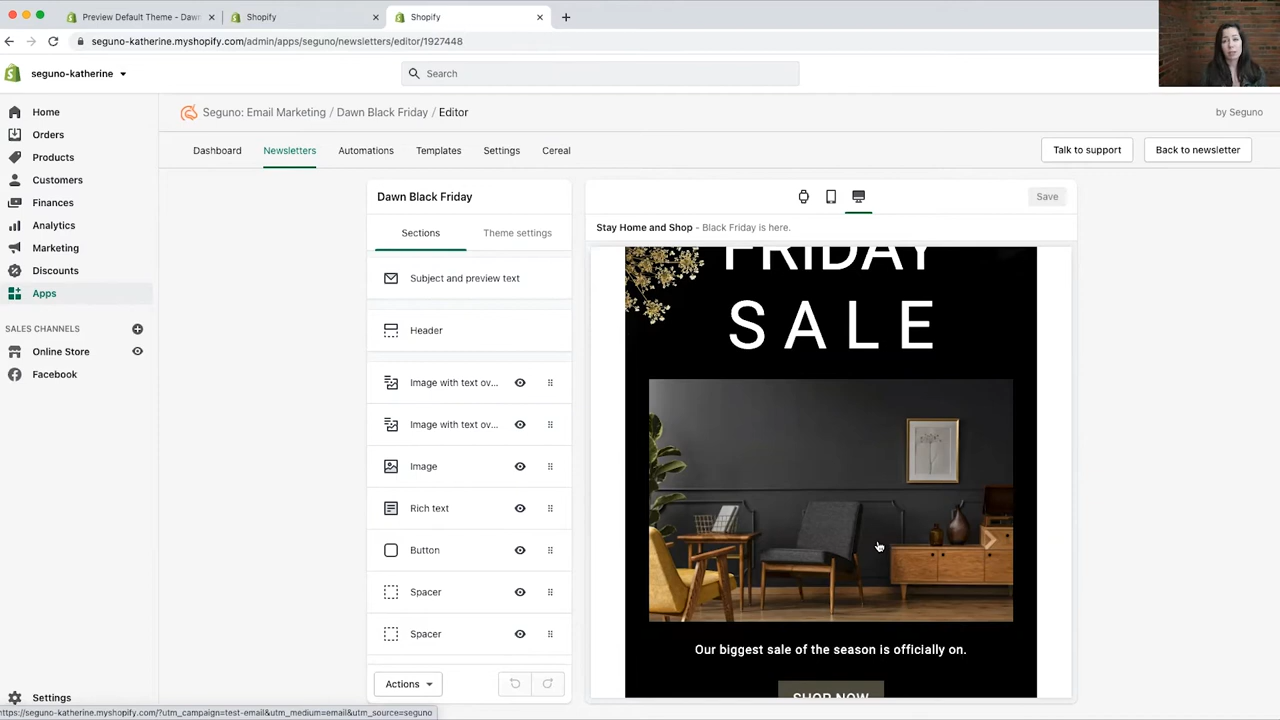 Preview Default Theme - Dawn
Shopify
Shopify
seguno-katherine.myshopify.com/admin/apps/seguno/newsletters/editor/1927448
seguno-katherine
Search
Home
Orders
Products
Customers
Finances
Analytics
Marketing
Discounts
Apps
SALES CHANNELS
Online Store
Facebook
Settings
Seguno: Email Marketing / Dawn Black Friday / Editor
by Seguno
Dashboard
Newsletters
Automations
Templates
Settings
Cereal
Talk to support
Back to newsletter
Dawn Black Friday
Sections
Theme settings
Subject and preview text
Header
Image with text ov...
Image with text ov...
Image
Rich text
Button
Spacer
Spacer
Actions
Save
Stay Home and Shop - Black Friday is here.
FRIDAY
SALE
Our biggest sale of the season is officially on.
SHOP NOW
https://seguno-katherine.myshopify.com/?utm_campaign=test-email&utm_medium=email&utm_source=seguno